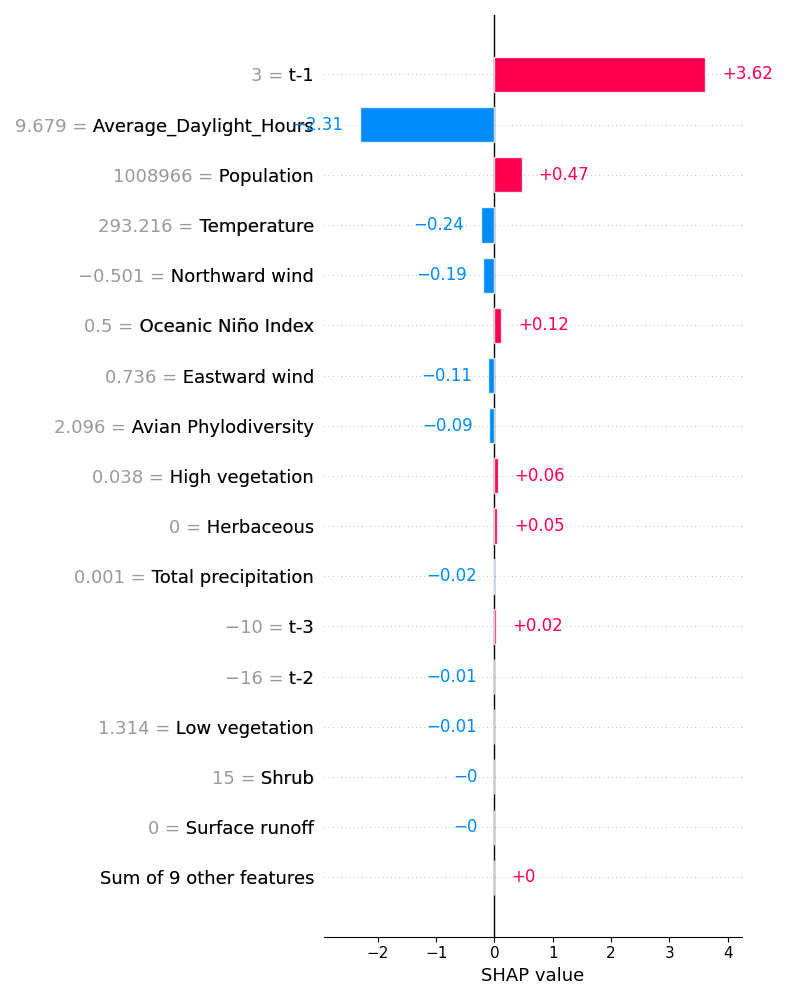 3 = t-1 +3.62
9.679 = Average_Daylight_Hours −2.31
1008966 = Population +0.47
293.216 = Temperature −0.24
−0.501 = Northward wind −0.19
0.5 = Oceanic Niño Index +0.12
0.736 = Eastward wind −0.11
2.096 = Avian Phylodiversity −0.09
0.038 = High vegetation +0.06
0 = Herbaceous +0.05
0.001 = Total precipitation −0.02
−10 = t-3 +0.02
−16 = t-2 −0.01
1.314 = Low vegetation −0.01
15 = Shrub −0
0 = Surface runoff −0
Sum of 9 other features +0
−2 −1 0 1 2 3 4
SHAP value